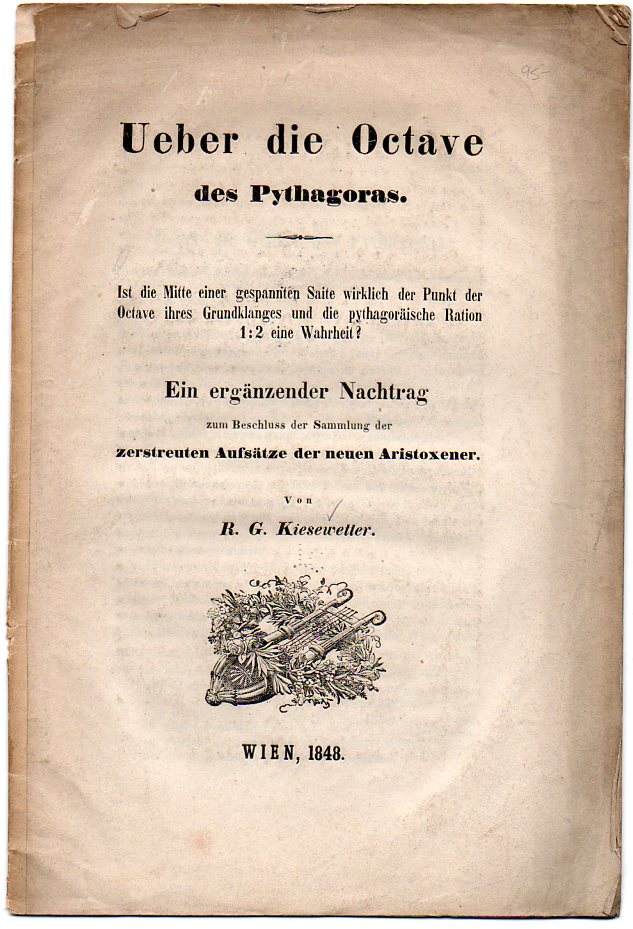 95-
Ueber die Octave
des Pythagoras.
Ist die Mitte einer gespannten Saite wirklich der Punkt der
Octave ihres Grundklanges und die pythagoräische Ration
1:2 eine Wahrheit?
Ein ergänzender Nachtrag
zum Beschluss der Sammlung der
zerstreuten Aufsätze der neuen Aristoxener.
Von
R. G. Kiesewetter.
WIEN, 1848.